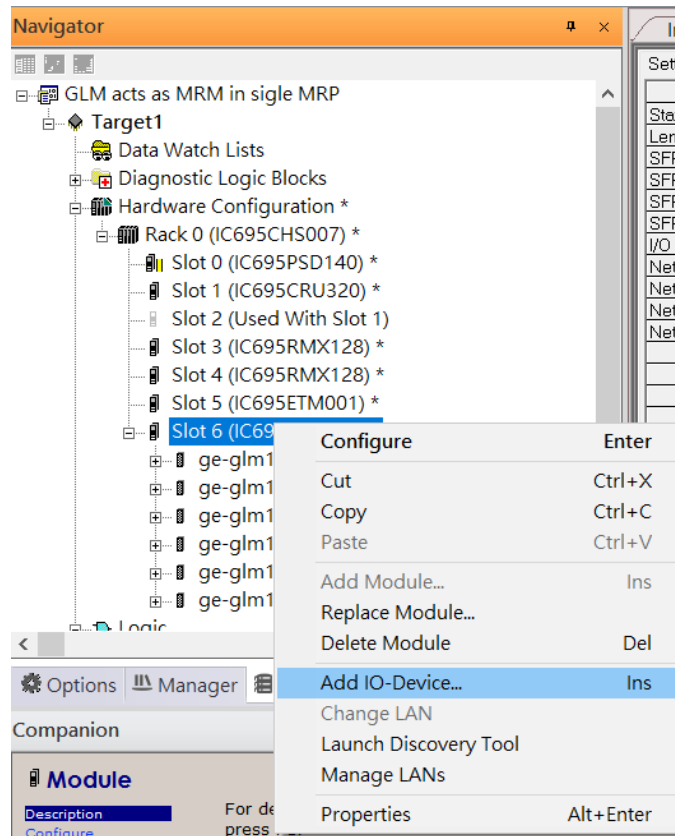 Navigator
Set
GLM acts as MRM in sigle MRP
Target1
Data Watch Lists
Diagnostic Logic Blocks
Hardware Configuration *
Rack 0 (IC695CHS007) *
Slot 0 (IC695PSD140) *
Slot 1 (IC695CRU320) *
Slot 2 (Used With Slot 1)
Slot 3 (IC695RMX128) *
Slot 4 (IC695RMX128) *
Slot 5 (IC695ETM001) *
Slot 6 (IC69
ge-glm1
ge-glm1
ge-glm1
ge-glm1
ge-glm1
ge-glm1
Logic
Sta
Len
SFP
SFP
SFP
SFP
I/O
Net
Net
Net
Net
Configure Enter
Cut Ctrl+X
Copy Ctrl+C
Paste Ctrl+V
Add Module... Ins
Replace Module...
Delete Module Del
Add IO-Device... Ins
Change LAN
Launch Discovery Tool
Manage LANs
Properties Alt+Enter
Options Manager
Companion
Module
Description
Configure
For de
press